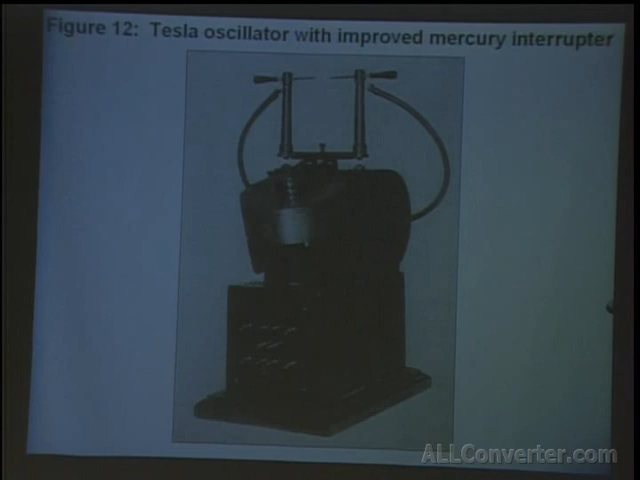 Figure 12: Tesla oscillator with improved mercury interrupter
ALLConverter.com